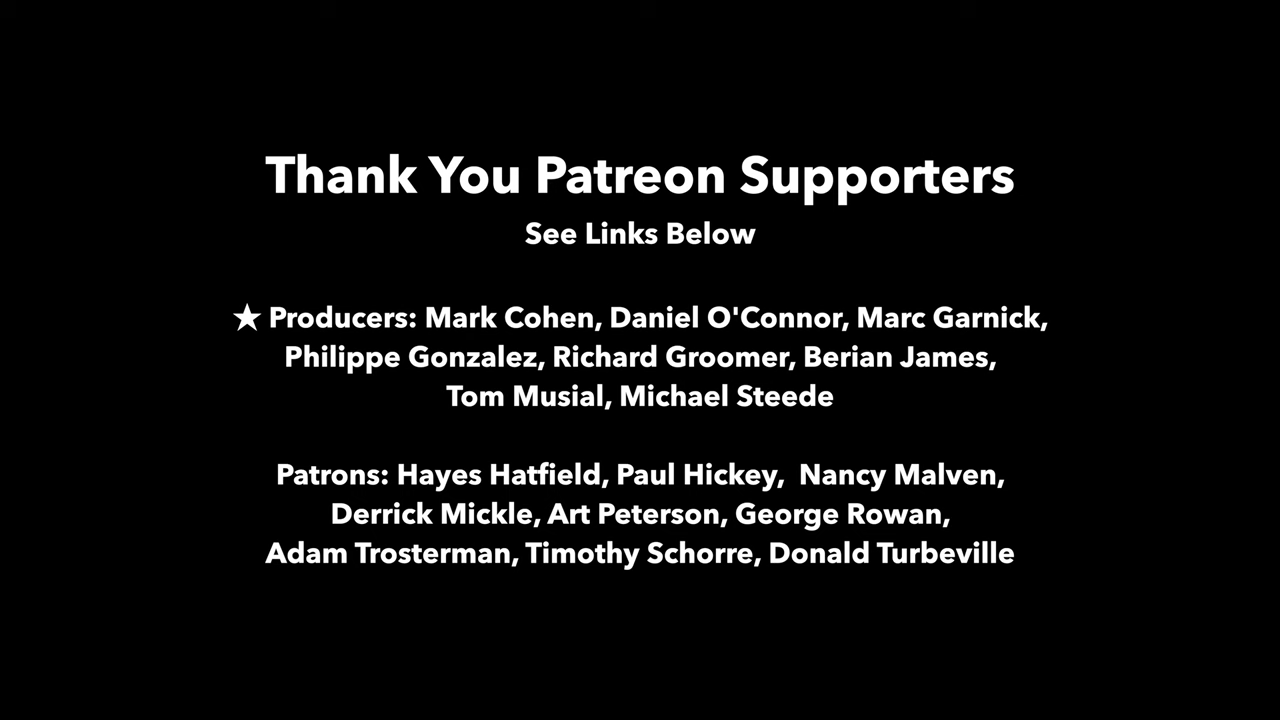 Thank You Patreon Supporters
See Links Below
★ Producers: Mark Cohen, Daniel O'Connor, Marc Garnick,
Philippe Gonzalez, Richard Groomer, Berian James,
Tom Musial, Michael Steede
Patrons: Hayes Hatfield, Paul Hickey,  Nancy Malven,
Derrick Mickle, Art Peterson, George Rowan,
Adam Trosterman, Timothy Schorre, Donald Turbeville